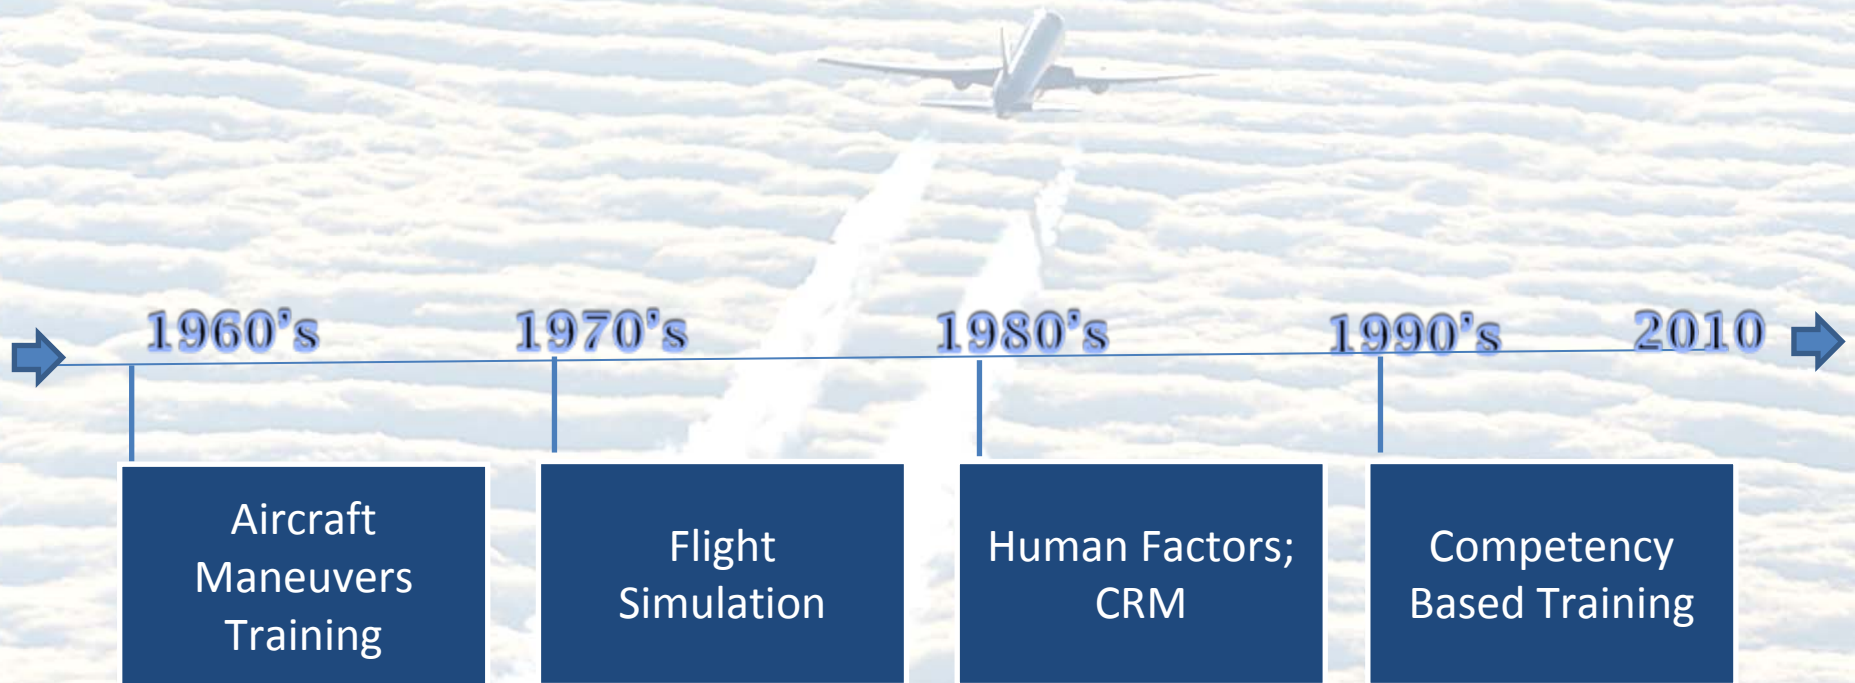 1960's 1970's 1980's 1990's 2010
Aircraft
Maneuvers
Training
Flight
Simulation
Human Factors;
CRM
Competency
Based Training